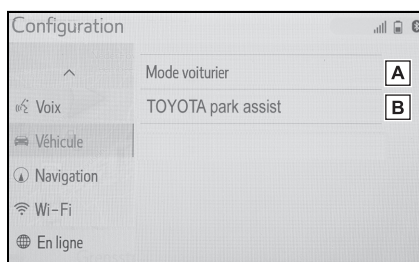 Configuration
Mode voiturier A
Voix
TOYOTA park assist B
Véhicule
Navigation
Wi-Fi
En ligne